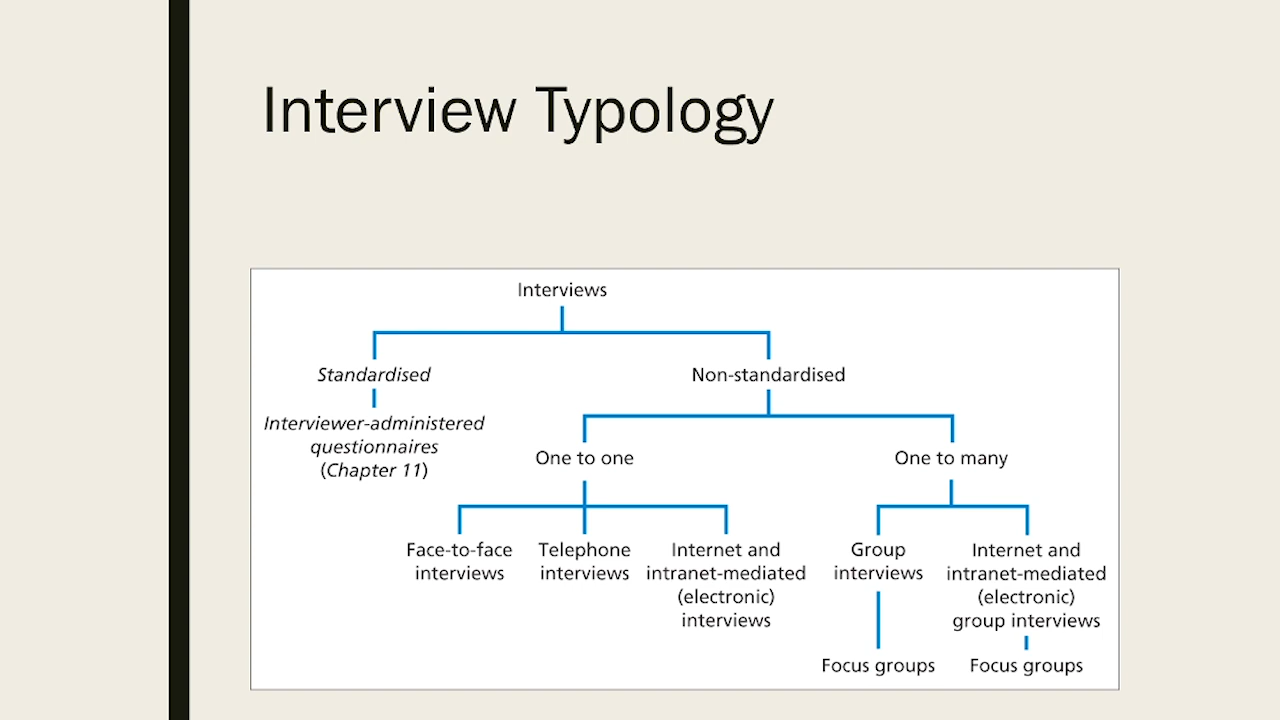 Interview Typology
Interviews
Standardised
Non-standardised
Interviewer-administered
questionnaires
(Chapter 11)
One to one
One to many
Face-to-face
interviews
Telephone
interviews
Internet and
intranet-mediated
(electronic)
interviews
Group
interviews
Internet and
intranet-mediated
(electronic)
group interviews
Focus groups
Focus groups